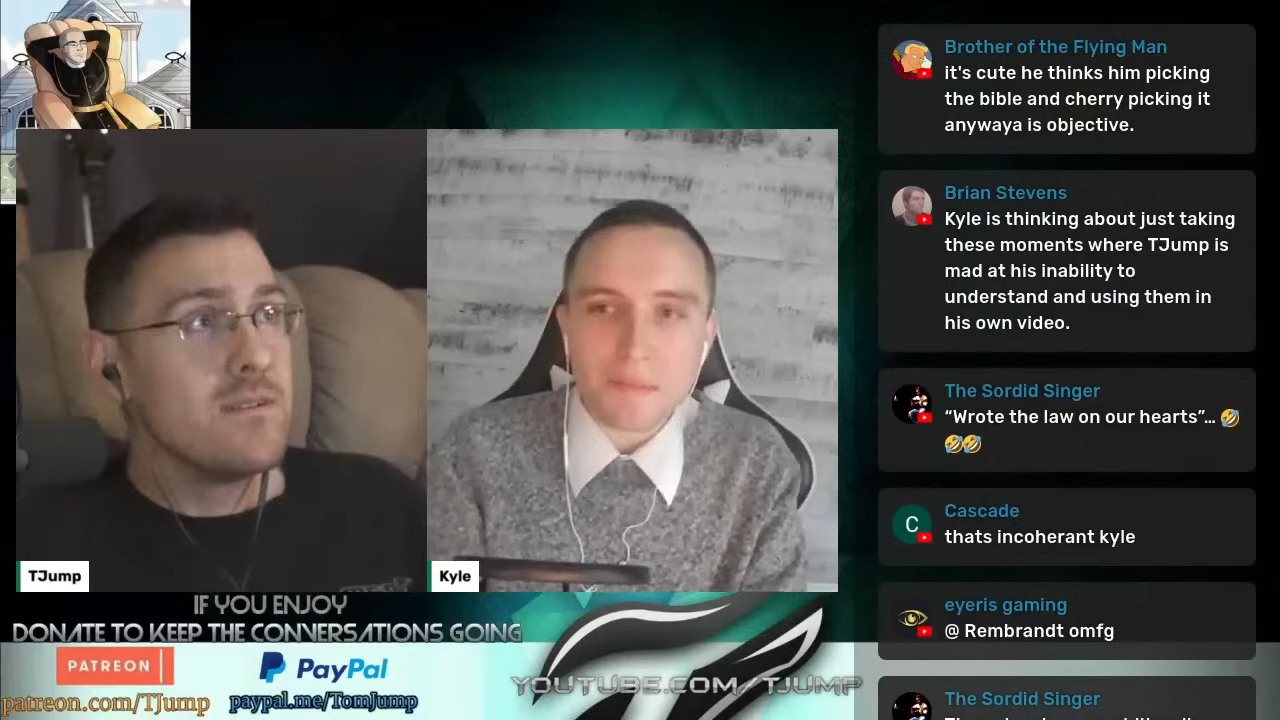 Brother of the Flying Man
it's cute he thinks him picking
the bible and cherry picking it
anywaya is objective.
Brian Stevens
Kyle is thinking about just taking
these moments where TJump is
mad at his inability to
understand and using them in
his own video.
The Sordid Singer
“Wrote the law on our hearts”… 🤣
🤣🤣
Cascade
C
thats incoherant kyle
eyeris gaming
@ Rembrandt omfg
The Sordid Singer
TJump
Kyle
IF YOU ENJOY
DONATE TO KEEP THE CONVERSATIONS GOING
PATREON
PayPal
patreon.com/TJump
paypal.me/TomJump
YOUTUBE.COM/TJUMP